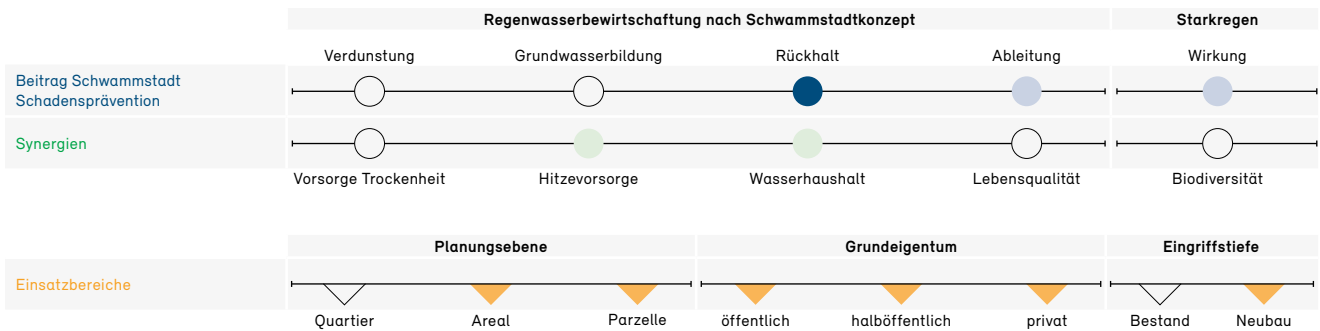 Regenwasserbewirtschaftung nach Schwammstadtkonzept
Starkregen
Verdunstung
Grundwasserbildung
Rückhalt
Ableitung
Wirkung
Beitrag Schwammstadt
Schadensprävention
Synergien
Vorsorge Trockenheit
Hitzevorsorge
Wasserhaushalt
Lebensqualität
Biodiversität
Planungsebene
Grundeigentum
Eingriffstiefe
Einsatzbereiche
Quartier
Areal
Parzelle
öffentlich
halböffentlich
privat
Bestand
Neubau